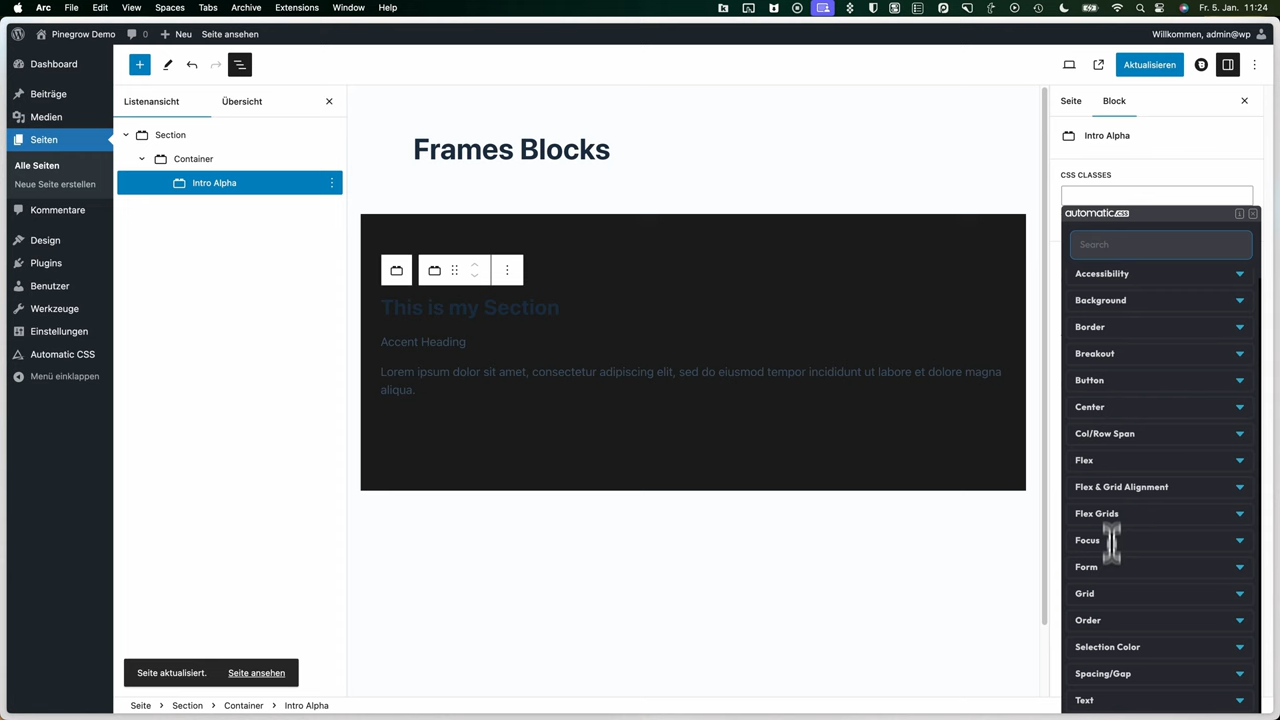 Arc File Edit View Spaces Tabs Archive Extensions Window Help
Fr. 5. Jan. 11:24
Pinegrow Demo 0 Neu Seite ansehen
Willkommen, admin@wp
Dashboard
Beiträge
Medien
Seiten
Alle Seiten
Neue Seite erstellen
Kommentare
Design
Plugins
Benutzer
Werkzeuge
Einstellungen
Automatic CSS
Menü einklappen
Aktualisieren
Listenansicht Übersicht
Section
Container
Intro Alpha
Frames Blocks
This is my Section
Accent Heading
Lorem ipsum dolor sit amet, consectetur adipiscing elit, sed do eiusmod tempor incididunt ut labore et dolore magna
aliqua.
Seite Block
Intro Alpha
CSS CLASSES
automatic.css
Search
Accessibility
Background
Border
Breakout
Button
Center
Col/Row Span
Flex
Flex & Grid Alignment
Flex Grids
Focus
Form
Grid
Order
Selection Color
Spacing/Gap
Text
Seite aktualisiert. Seite ansehen
Seite Section Container Intro Alpha